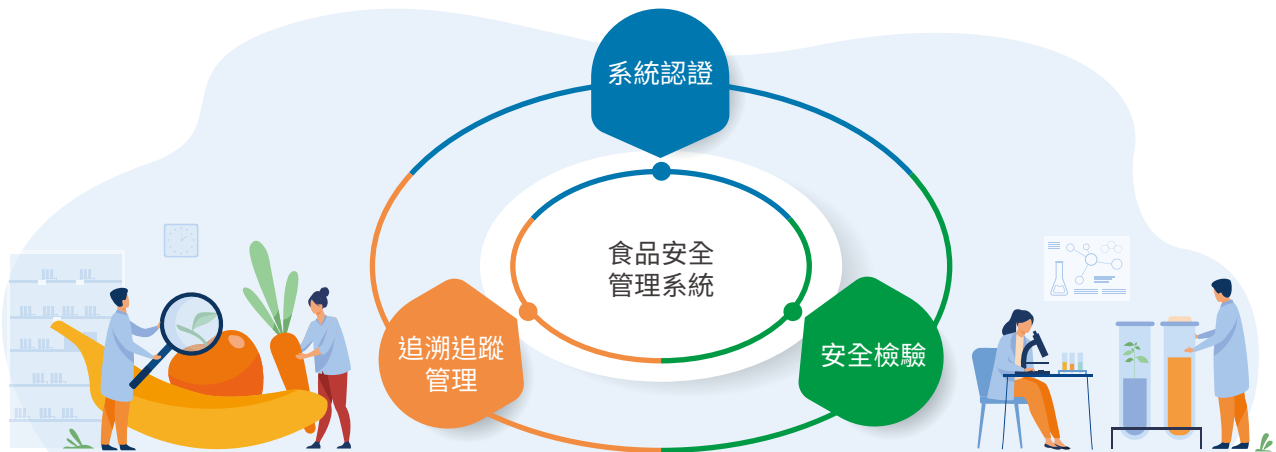 系統認證
食品安全
管理系統
追溯追蹤
管理
安全檢驗